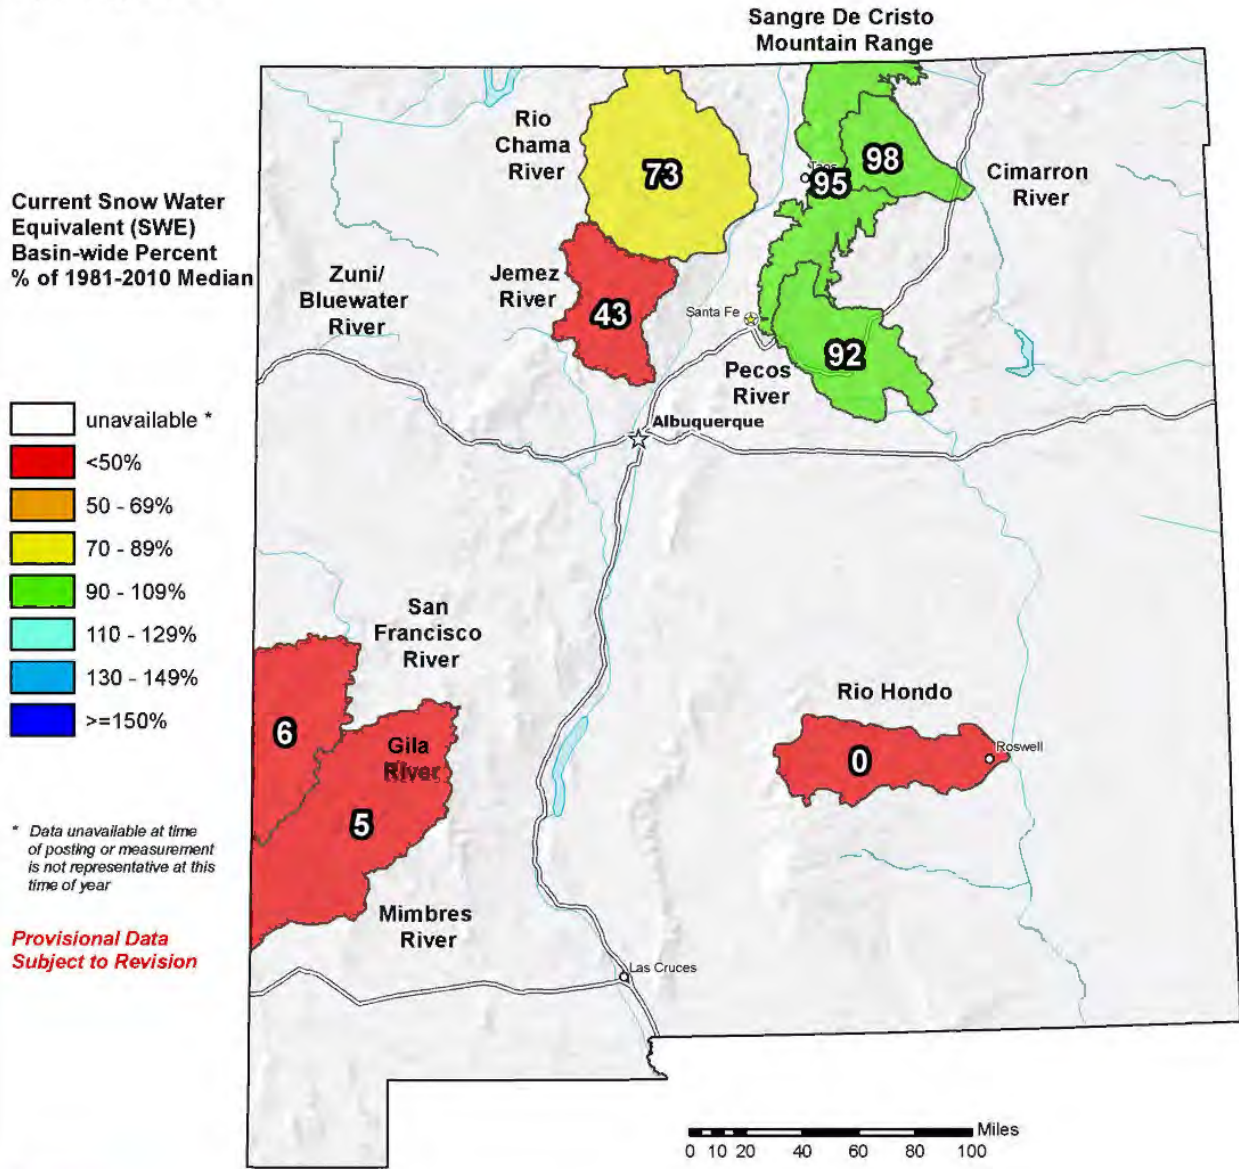 Sangre De Cristo
Mountain Range
Rio
Chama
River
73
98
Taos
95
Cimarron
River
Current Snow Water
Equivalent (SWE)
Basin-wide Percent
% of 1981-2010 Median
Zuni/
Bluewater
River
Jemez
River
43
Santa Fe
92
Pecos
River
Albuquerque
unavailable *
<50%
50 - 69%
70 - 89%
90 - 109%
110 - 129%
130 - 149%
>=150%
San
Francisco
River
6
Gila
River
5
Rio Hondo
0
Roswell
* Data unavailable at time
of posting or measurement
is not representative at this
time of year
Mimbres
River
Provisional Data
Subject to Revision
Las Cruces
Miles
0 10 20 40 60 80 100